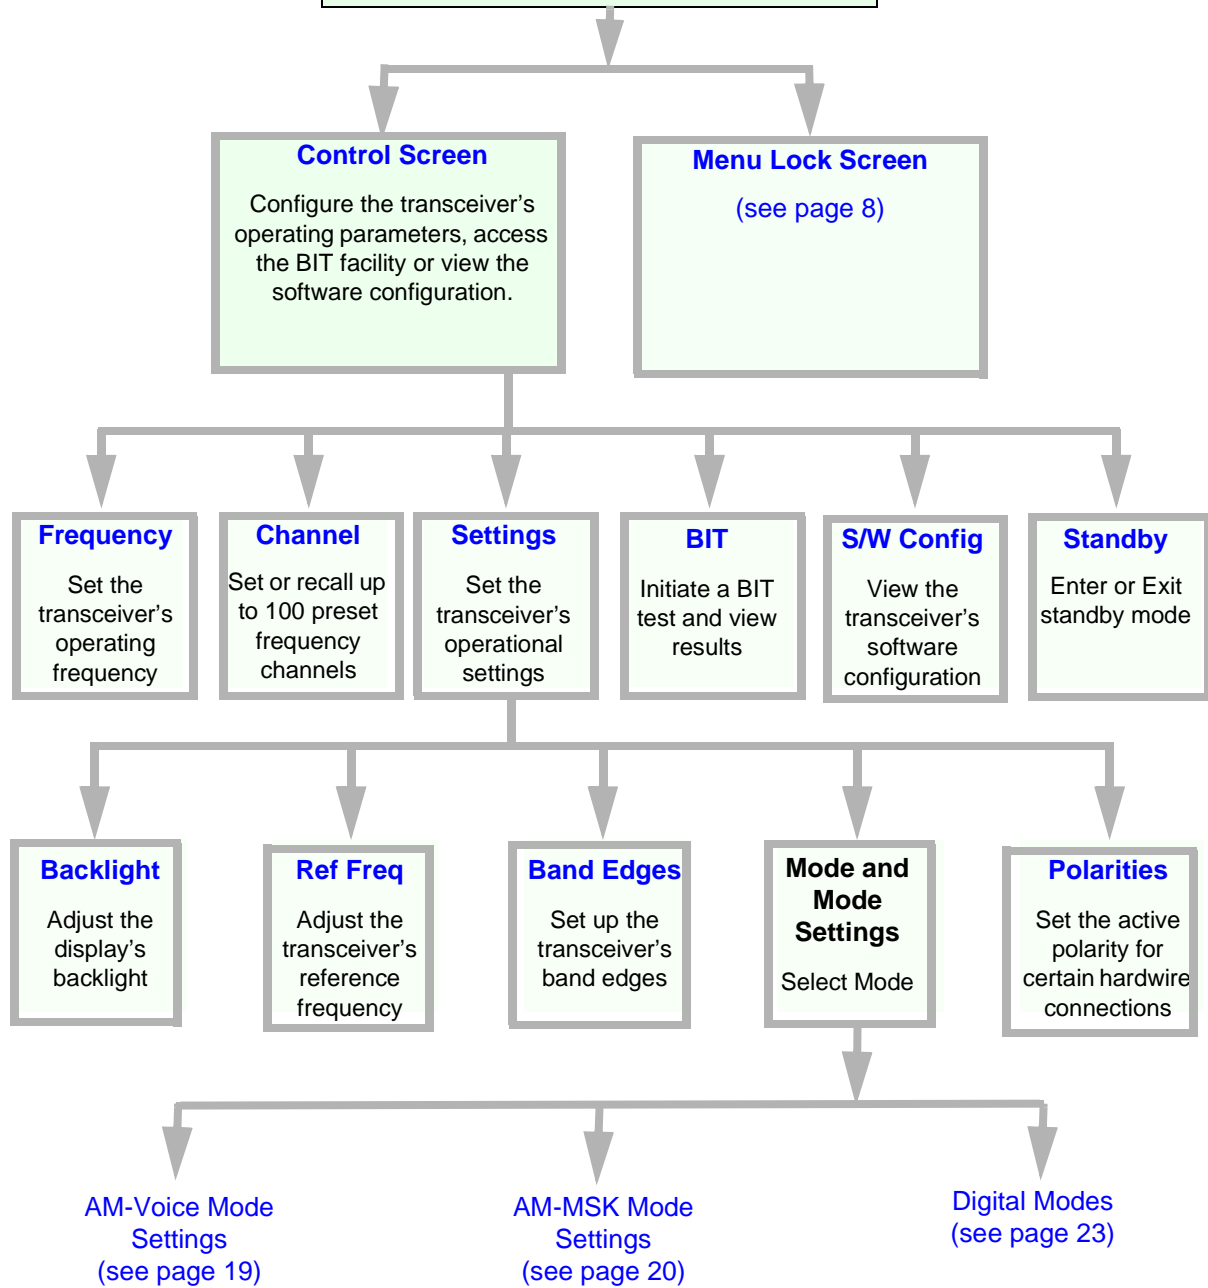 Control Screen
Configure the transceiver's
operating parameters, access
the BIT facility or view the
software configuration.
Menu Lock Screen
(see page 8)
Frequency
Set the
transceiver's
operating
frequency
Channel
Set or recall up
to 100 preset
frequency
channels
Settings
Set the
transceiver's
operational
settings
BIT
Initiate a BIT
test and view
results
S/W Config
View the
transceiver's
software
configuration
Standby
Enter or Exit
standby mode
Backlight
Adjust the
display's
backlight
Ref Freq
Adjust the
transceiver's
reference
frequency
Band Edges
Set up the
transceiver's
band edges
Mode and
Mode
Settings
Select Mode
Polarities
Set the active
polarity for
certain hardwire
connections
AM-Voice Mode
Settings
(see page 19)
AM-MSK Mode
Settings
(see page 20)
Digital Modes
(see page 23)